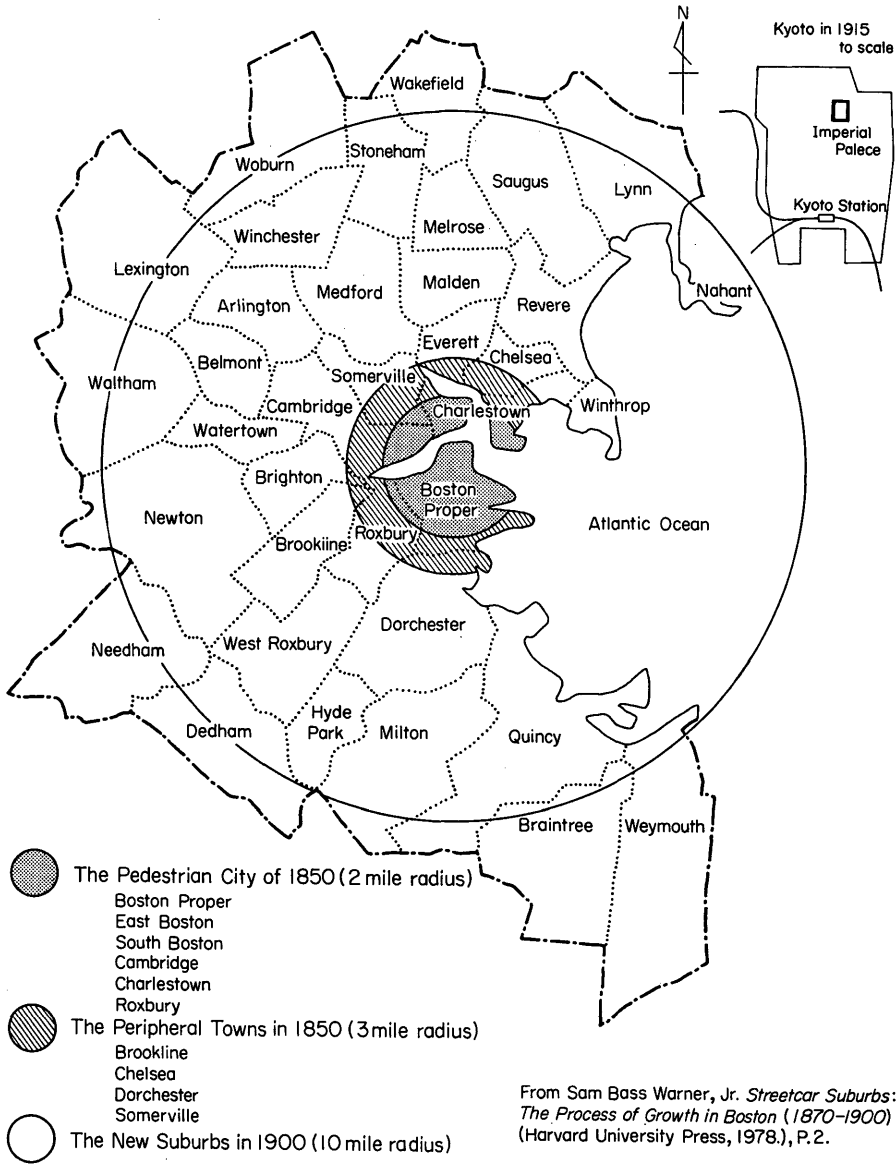 N
Kyoto in 1915
to scale
Imperial
Palece
Kyoto Station
Wakefield
Woburn
Stoneham
Saugus
Lynn
Winchester
Melrose
Lexington
Arlington
Medford
Malden
Revere
Nahant
Everett
Chelsea
Waltham
Belmont
Somerville
Cambridge
Charlestown
Winthrop
Watertown
Brighton
Boston
Proper
Newton
Brookline
Roxbury
Atlantic Ocean
Needham
West Roxbury
Dorchester
Dedham
Hyde
Park
Milton
Quincy
Braintree
Weymouth
The Pedestrian City of 1850 (2 mile radius)
Boston Proper
East Boston
South Boston
Cambridge
Charlestown
Roxbury
The Peripheral Towns in 1850 (3 mile radius)
Brookline
Chelsea
Dorchester
Somerville
The New Suburbs in 1900 (10 mile radius)
From Sam Bass Warner, Jr. Streetcar Suburbs:
The Process of Growth in Boston (1870-1900)
(Harvard University Press, 1978.), P.2.